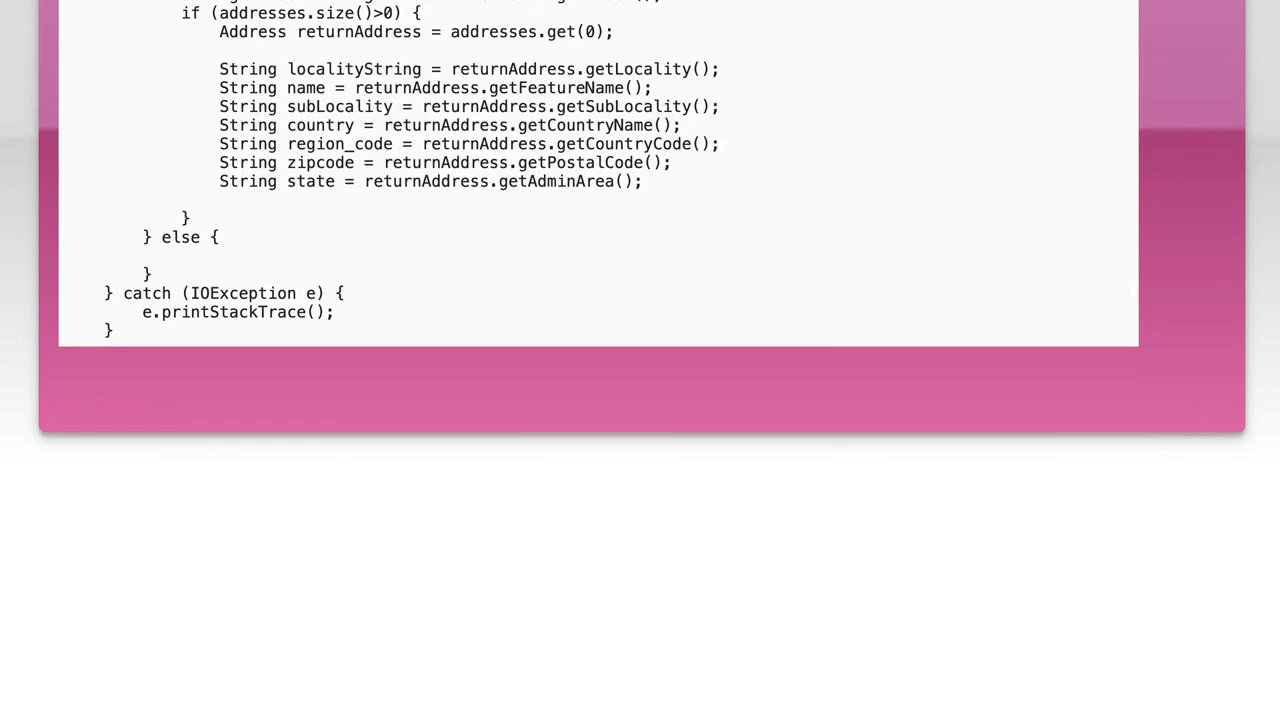 if (addresses.size()>0) {
Address returnAddress = addresses.get(0);
String localityString = returnAddress.getLocality();
String name = returnAddress.getFeatureName();
String subLocality = returnAddress.getSubLocality();
String country = returnAddress.getCountryName();
String region_code = returnAddress.getCountryCode();
String zipcode = returnAddress.getPostalCode();
String state = returnAddress.getAdminArea();
}
} else {
}
} catch (IOException e) {
e.printStackTrace();
}